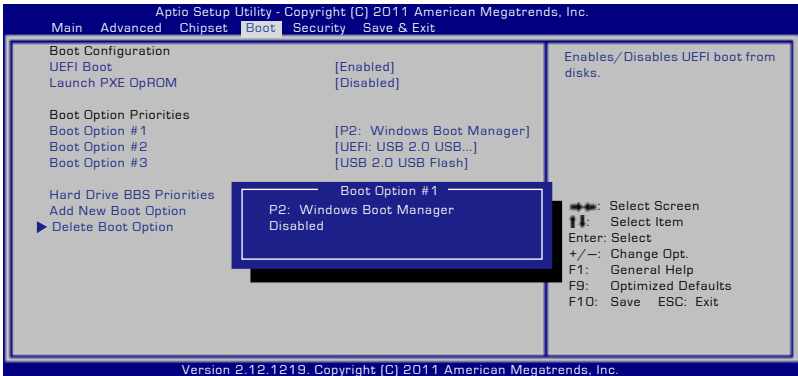 Aptio Setup Utility - Copyright (C) 2011 American Megatrends, Inc.
Main Advanced Chipset Boot Security Save & Exit
Boot Configuration
UEFI Boot [Enabled]
Launch PXE OpROM [Disabled]
Boot Option Priorities
Boot Option #1 [P2: Windows Boot Manager]
Boot Option #2 [UEFI: USB 2.0 USB...]
Boot Option #3 [USB 2.0 USB Flash]
Hard Drive BBS Priorities
Add New Boot Option
Delete Boot Option
Boot Option #1
P2: Windows Boot Manager
Disabled
Enables/Disables UEFI boot from
disks.
→←: Select Screen
↑↓: Select Item
Enter: Select
+/—: Change Opt.
F1: General Help
F9: Optimized Defaults
F10: Save ESC: Exit
Version 2.12.1219. Copyright (C) 2011 American Megatrends, Inc.